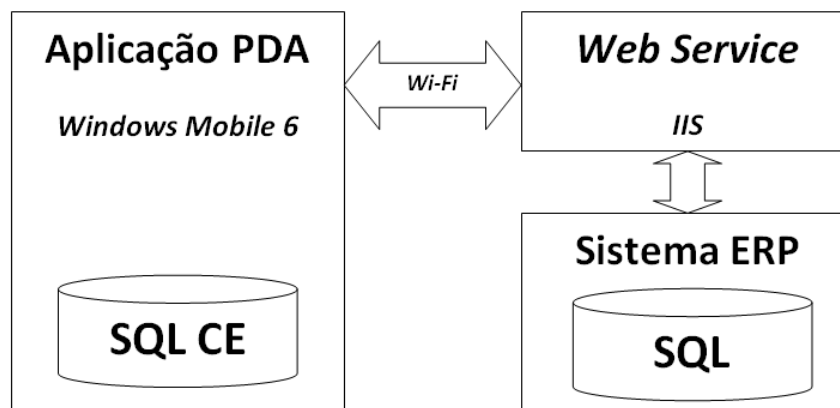 Aplicação PDA
Windows Mobile 6
SQL CE
Wi-Fi
Web Service
IIS
Sistema ERP
SQL